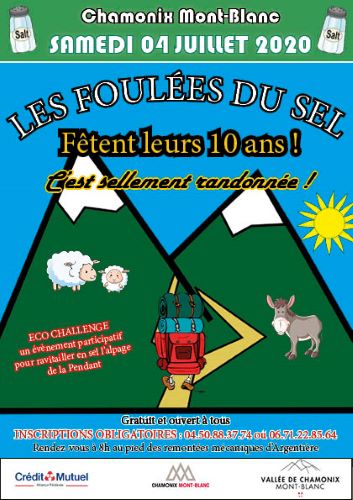 Chamonix Mont-Blanc
SAMEDI 04 JUILLET 2020
Salt
Salt
LES FOULÉES DU SEL
Fêtent leurs 10 ans !
C'est sellement randonnée !
ECO CHALLENGE
un évènement participatif
pour ravitailler en sel l'alpage
de la Pendant
Gratuit et ouvert à tous
INSCRIPTIONS OBLIGATOIRES : 04.50.88.37.74 ou 06.71.22.85.64
Rendez vous à 8h au pied des remontées mécaniques d'Argentière
Crédit Mutuel
CHAMONIX MONT-BLANC
VALLÉE DE CHAMONIX
MONT-BLANC